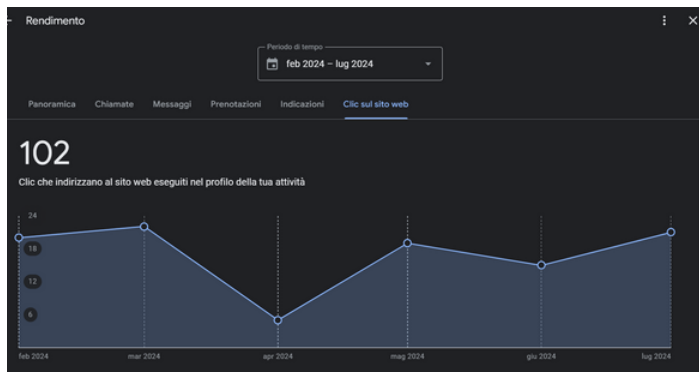 Rendimento
Periodo di tempo
feb 2024 – lug 2024
Panoramica Chiamate Messaggi Prenotazioni Indicazioni Clic sul sito web
102
Clic che indirizzano al sito web eseguiti nel profilo della tua attività
24
18
12
6
feb 2024 mar 2024 apr 2024 mag 2024 giu 2024 lug 2024